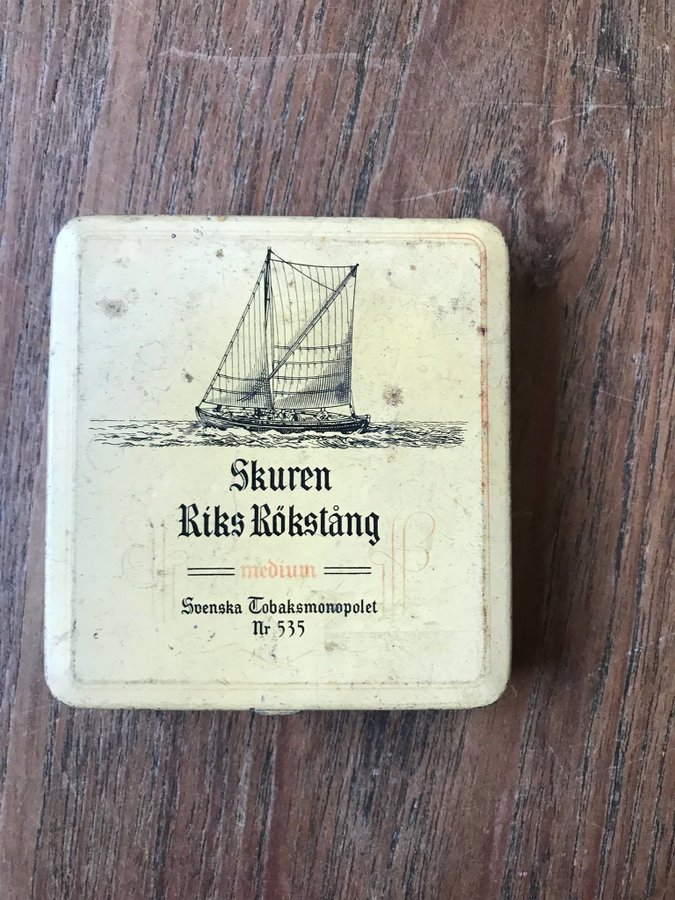 Skuren
Riks Rökstång
medium
Svenska Tobaksmonopolet
Nr 535